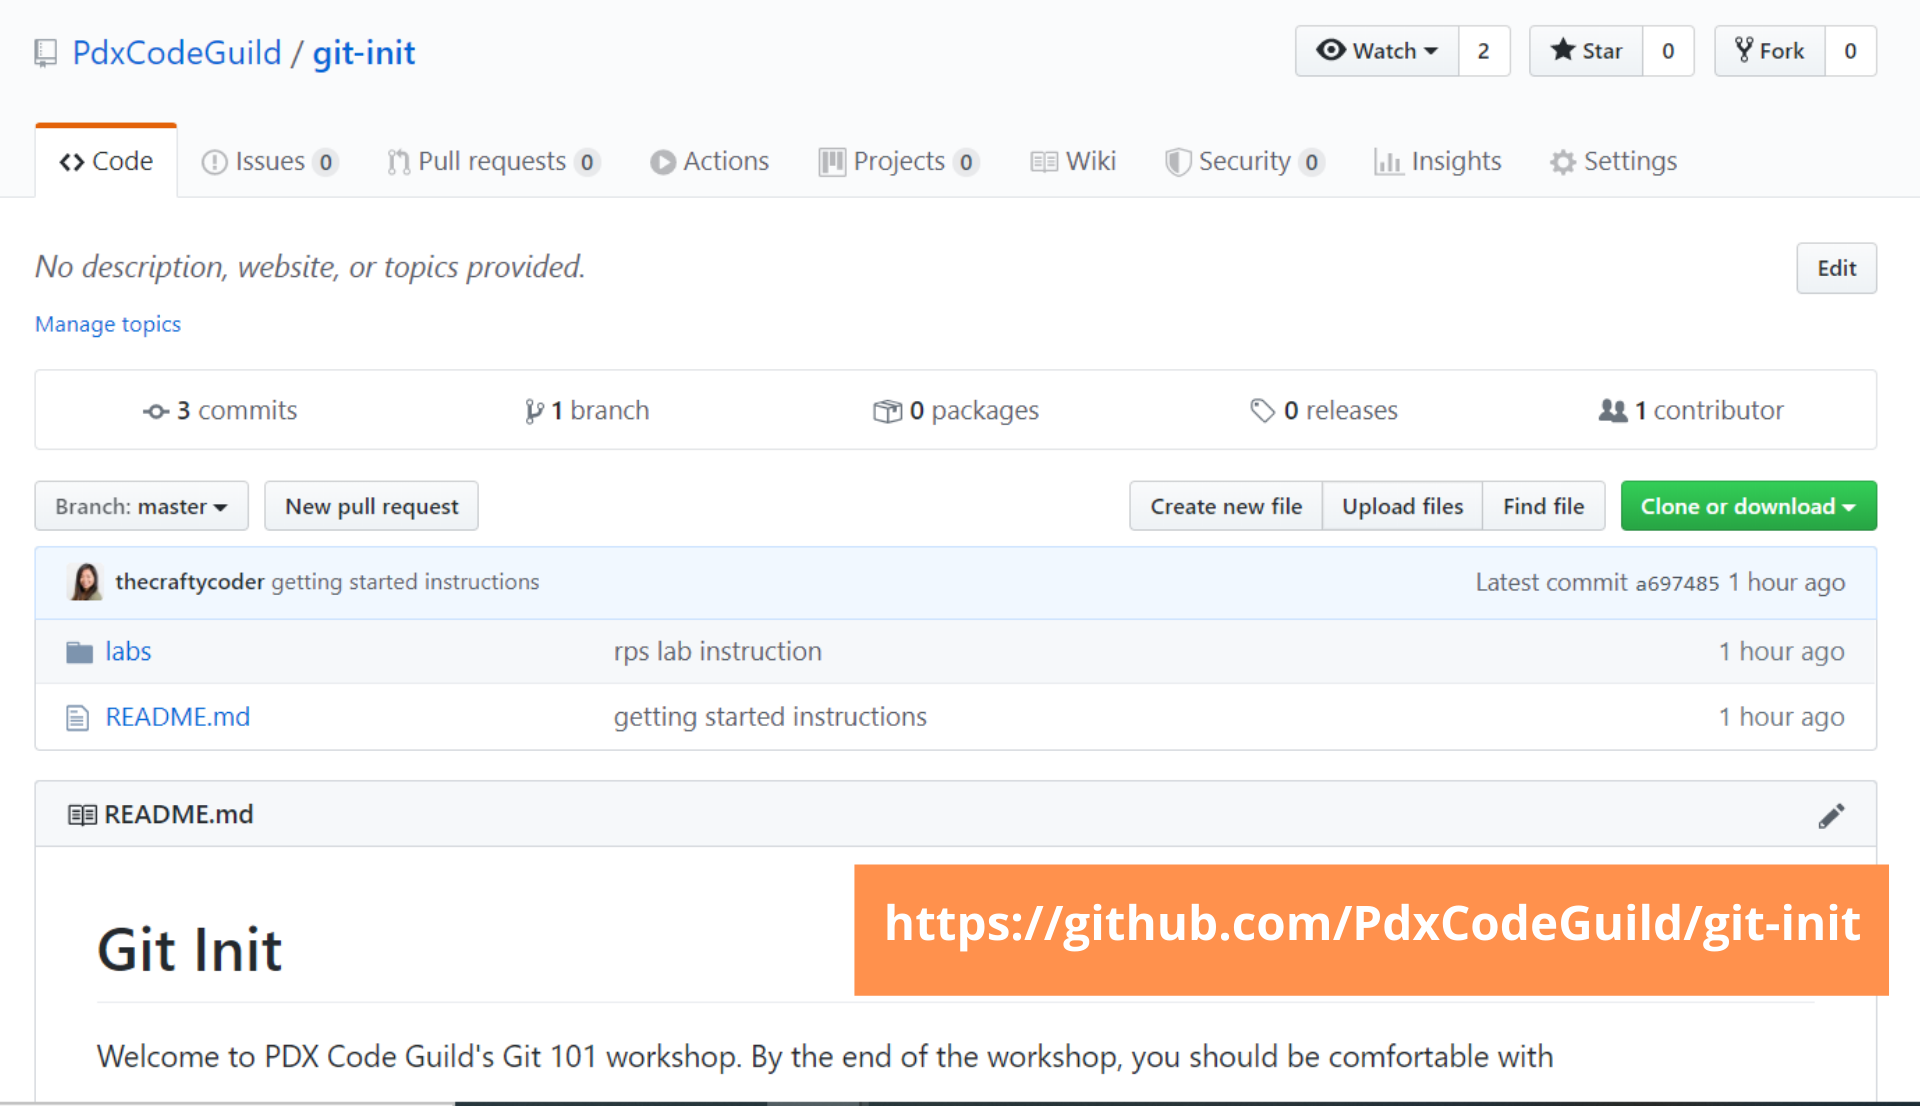 PdxCodeGuild / git-init
Watch 2 Star 0 Fork 0
Code Issues 0 Pull requests 0 Actions Projects 0 Wiki Security 0 Insights Settings
No description, website, or topics provided.
Edit
Manage topics
3 commits 1 branch 0 packages 0 releases 1 contributor
Branch: master New pull request Create new file Upload files Find file Clone or download
thecraftycoder getting started instructions Latest commit a697485 1 hour ago
labs rps lab instruction 1 hour ago
README.md getting started instructions 1 hour ago
README.md
https://github.com/PdxCodeGuild/git-init
Git Init
Welcome to PDX Code Guild's Git 101 workshop. By the end of the workshop, you should be comfortable with